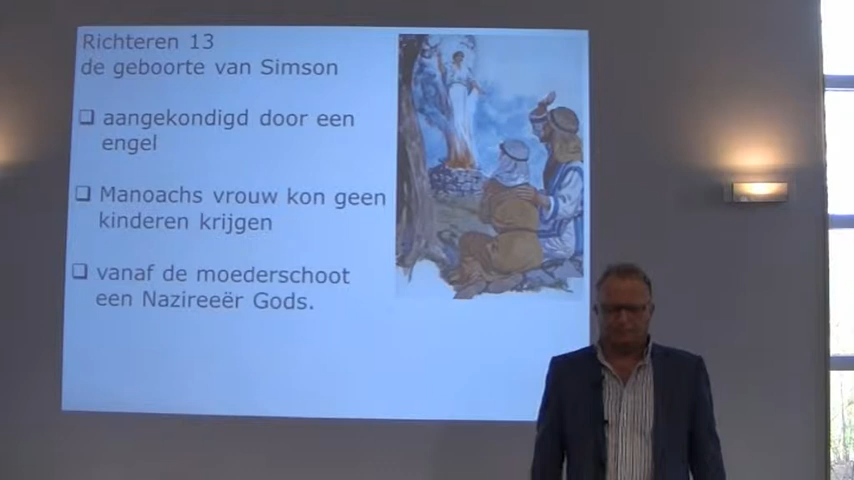 Richteren 13
de geboorte van Simson
❑ aangekondigd door een
engel
❑ Manoachs vrouw kon geen
kinderen krijgen
❑ vanaf de moederschoot
een Nazireeër Gods.